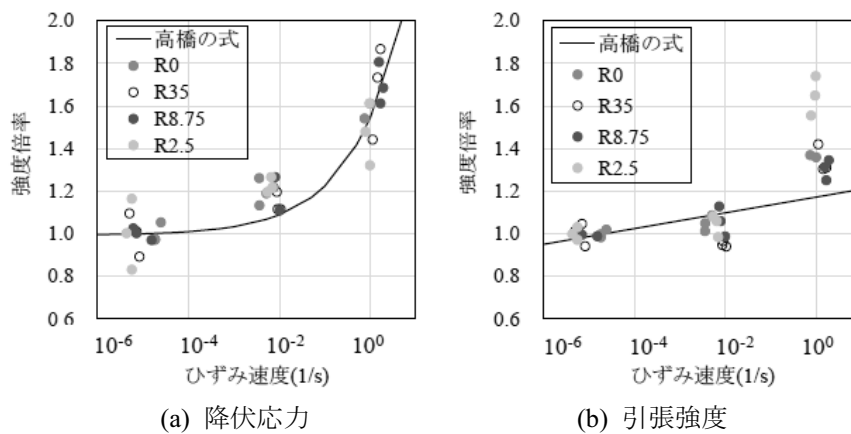 2.0
1.8
1.6
1.4
1.2
1.0
0.8
0.6
強度倍率
高橋の式
R0
R35
R8.75
R2.5
10⁻⁶
10⁻⁴
10⁻²
10⁰
ひずみ速度(1/s)
(a) 降伏応力
2.0
1.8
1.6
1.4
1.2
1.0
0.8
0.6
強度倍率
高橋の式
R0
R35
R8.75
R2.5
10⁻⁶
10⁻⁴
10⁻²
10⁰
ひずみ速度(1/s)
(b) 引張強度